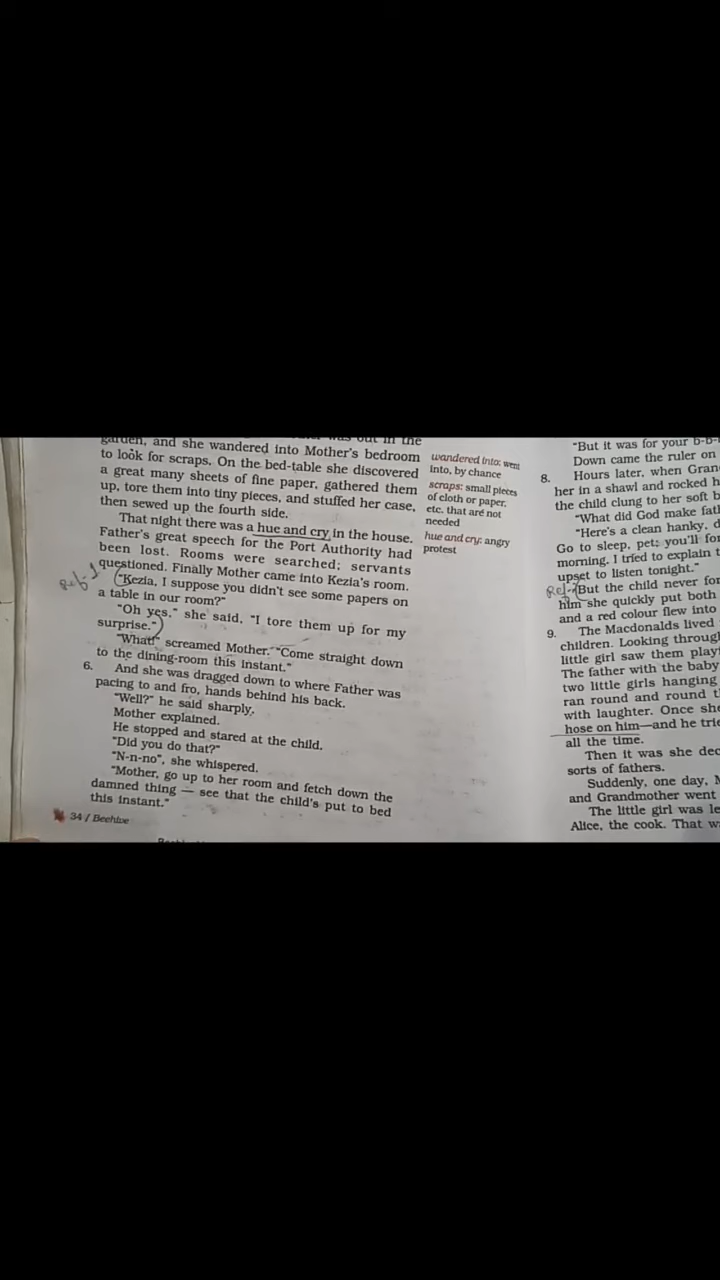 was out in the
garden, and she wandered into Mother's bedroom
to look for scraps. On the bed-table she discovered
a great many sheets of fine paper, gathered them
up, tore them into tiny pieces, and stuffed her case,
then sewed up the fourth side.
That night there was a hue and cry in the house.
Father's great speech for the Port Authority had
been lost. Rooms were searched; servants
questioned. Finally Mother came into Kezia's room.
"Kezia, I suppose you didn't see some papers on
a table in our room?"
"Oh yes," she said, "I tore them up for my
surprise."
"What!" screamed Mother. "Come straight down
to the dining-room this instant."
6. And she was dragged down to where Father was
pacing to and fro, hands behind his back.
"Well?" he said sharply.
Mother explained.
He stopped and stared at the child.
"Did you do that?"
"N-n-no", she whispered.
"Mother, go up to her room and fetch down the
damned thing — see that the child's put to bed
this instant."
34 / Beehive
wandered into: went
into, by chance
scraps: small pieces
of cloth or paper,
etc. that are not
needed
hue and cry: angry
protest
"But it was for your b-b-
Down came the ruler on
8. Hours later, when Gran
her in a shawl and rocked h
the child clung to her soft b
"What did God make fat
"Here's a clean hanky, d
Go to sleep, pet; you'll for
morning. I tried to explain t
upset to listen tonight."
But the child never for
him she quickly put both
and a red colour flew into
9. The Macdonalds lived
children. Looking throug
little girl saw them play
The father with the baby
two little girls hanging
ran round and round t
with laughter. Once she
hose on him—and he trie
all the time.
Then it was she dec
sorts of fathers.
Suddenly, one day, M
and Grandmother went
The little girl was le
Alice, the cook. That w